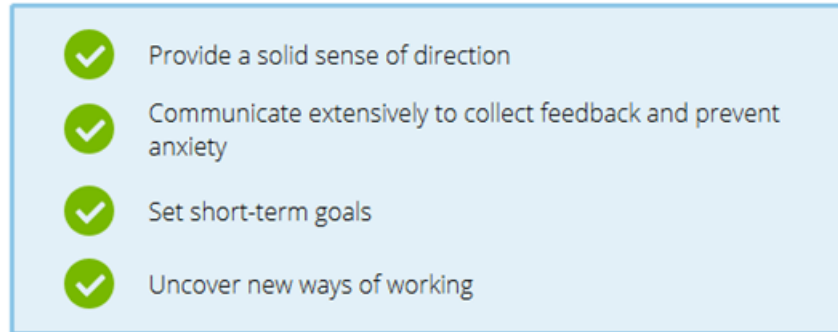 Provide a solid sense of direction
Communicate extensively to collect feedback and prevent
anxiety
Set short-term goals
Uncover new ways of working